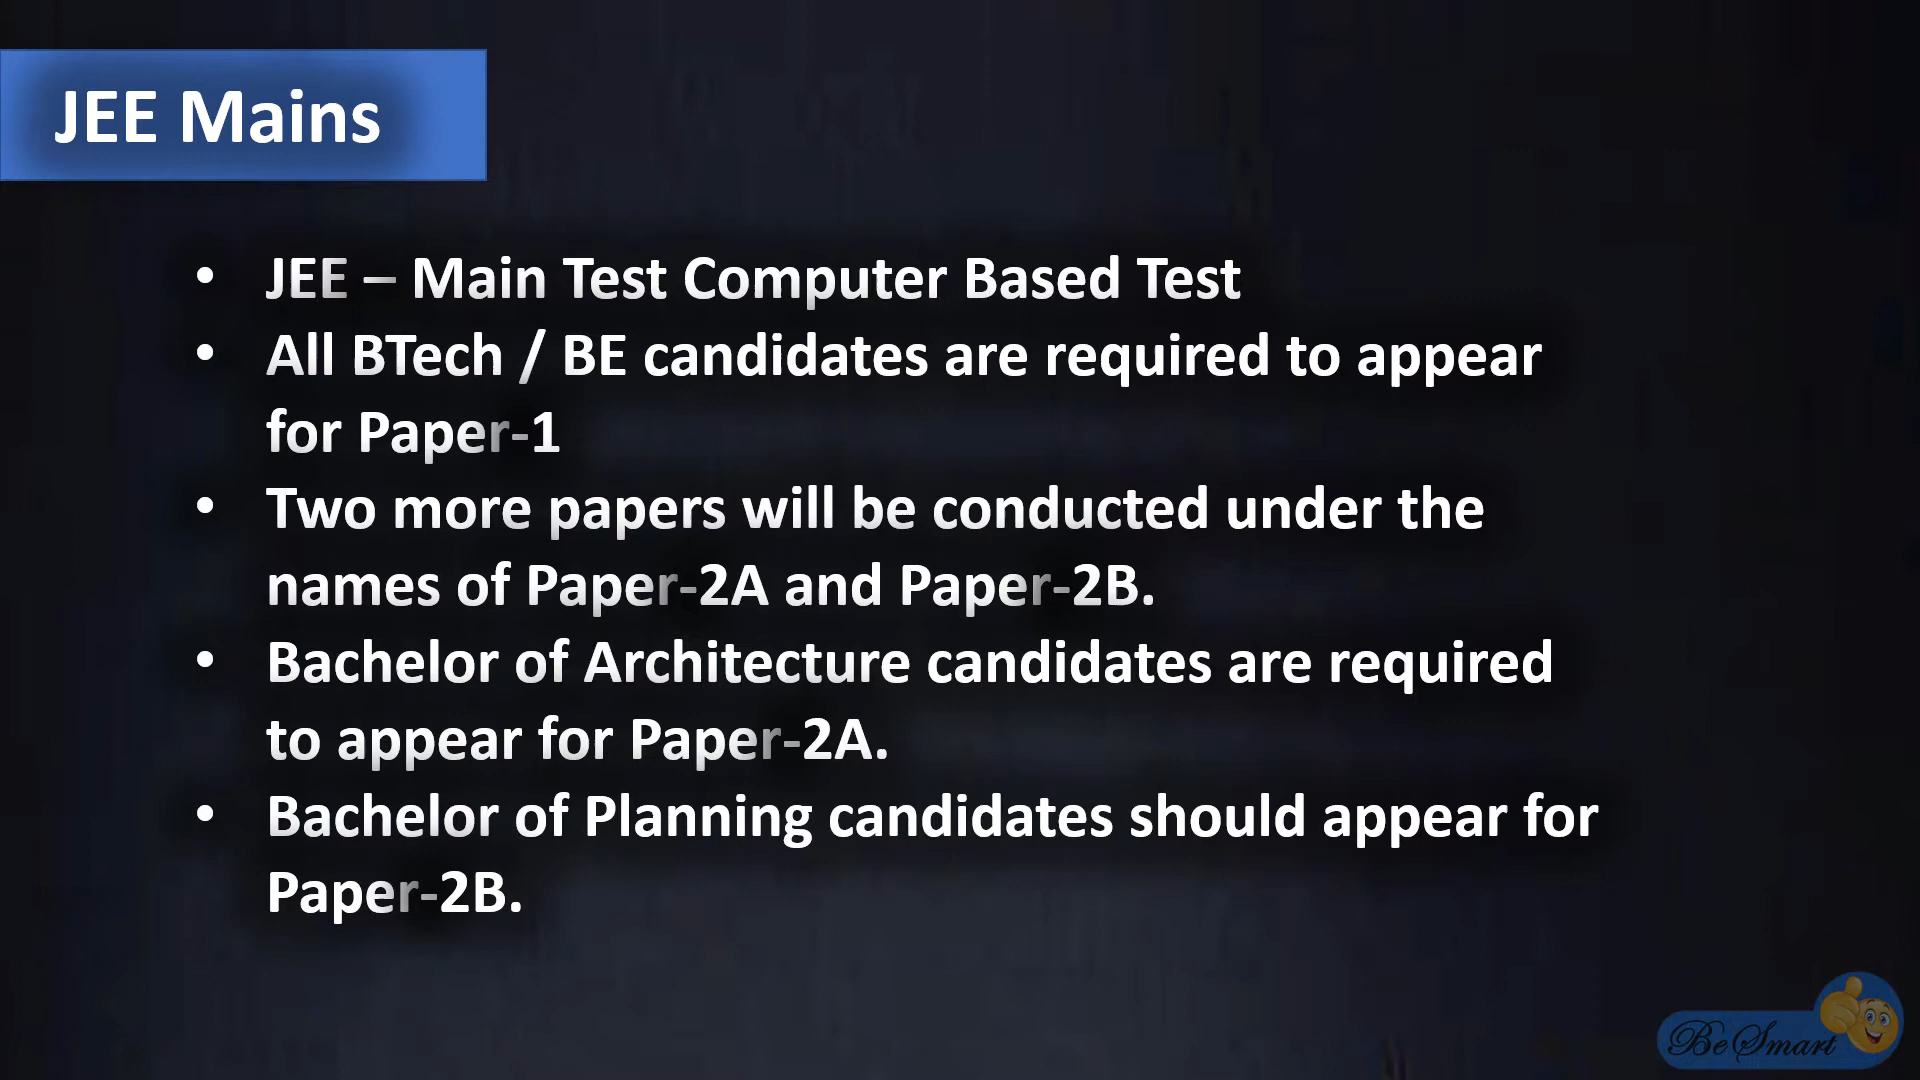 JEE Mains
• JEE – Main Test Computer Based Test
• All BTech / BE candidates are required to appear
for Paper-1
• Two more papers will be conducted under the
names of Paper-2A and Paper-2B.
• Bachelor of Architecture candidates are required
to appear for Paper-2A.
• Bachelor of Planning candidates should appear for
Paper-2B.
Be Smart